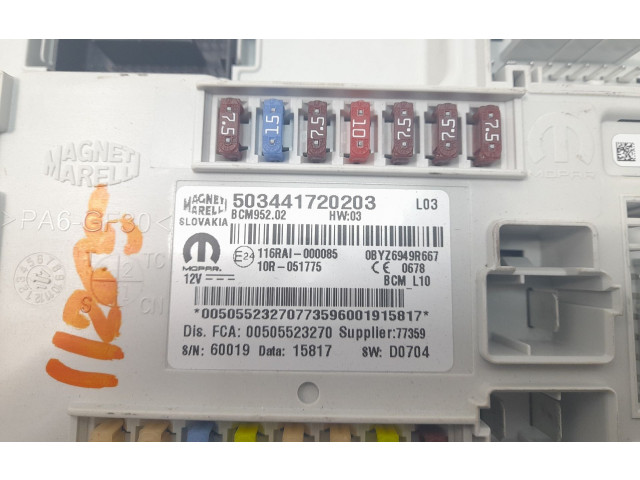 7.5 15 7.5 10 7.5 7.5 7.5
MAGNETI
MARELLI
>PA6-GF30<
MAGNETI
MARELLI
SLOVAKIA
503441720203 L03
BCM952.02 HW:03
MOPAR
12V
E24
116RAI-000085 0BYZ6949R667
10R-051775 CE 0678
BCM_L10
*00505523270773596001915817*
Dis. FCA: 00505523270 Supplier:77359
S/N: 60019 Data: 15817 SW: D0704
TC
CN